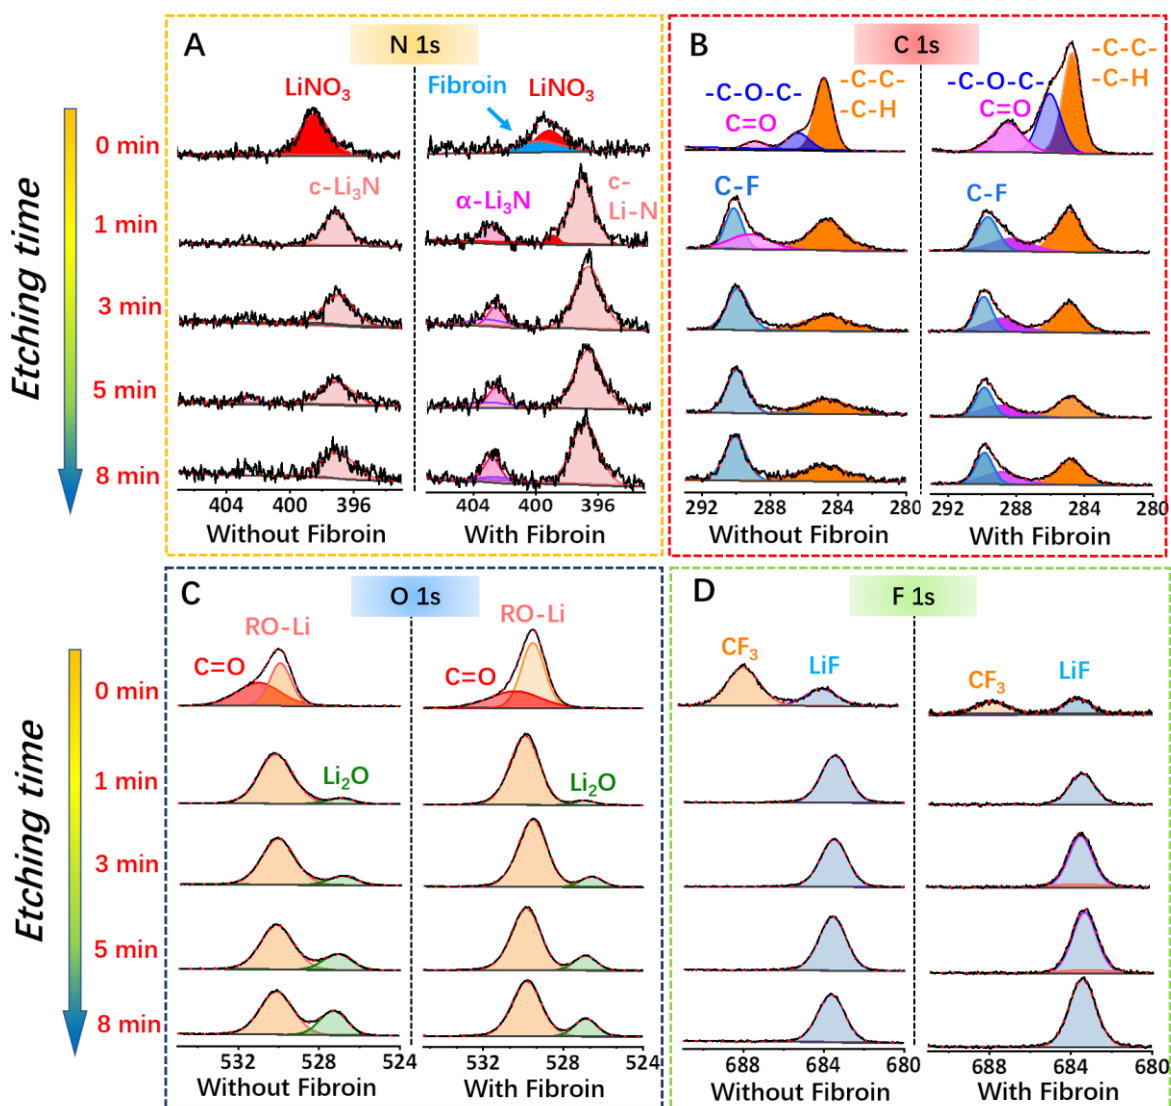 A
N 1s
LiNO₃
Fibroin
LiNO₃
c-Li₃N
α-Li₃N
c-
Li-N
404 400 396
404 400 396
Without Fibroin
With Fibroin
B
C 1s
-C-O-C-
C=O
-C-C-
-C-H
-C-O-C-
C=O
-C-C-
-C-H
C-F
C-F
292 288 284 280
292 288 284 280
Without Fibroin
With Fibroin
Etching time
0 min
1 min
3 min
5 min
8 min
C
O 1s
RO-Li
C=O
RO-Li
C=O
Li₂O
Li₂O
532 528 524
532 528 524
Without Fibroin
With Fibroin
D
F 1s
CF₃
LiF
CF₃
LiF
688 684 680
688 684 680
Without Fibroin
With Fibroin
Etching time
0 min
1 min
3 min
5 min
8 min